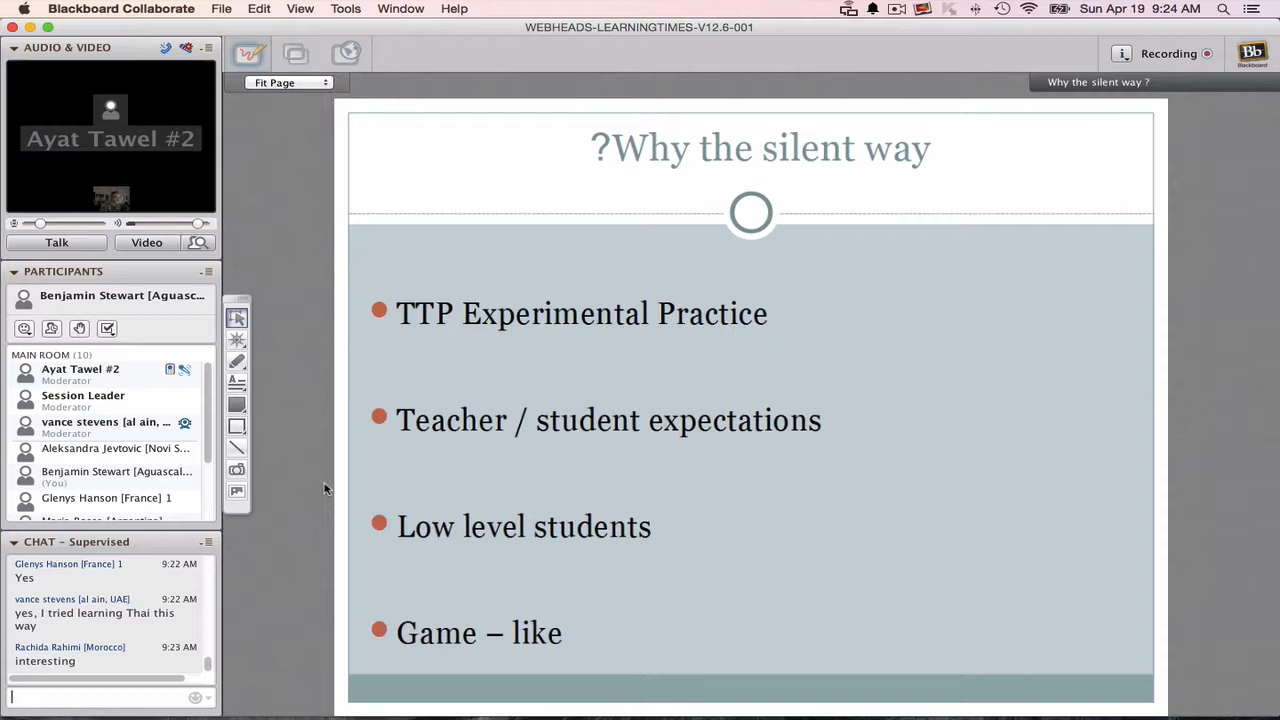 Blackboard Collaborate File Edit View Tools Window Help Sun Apr 19 9:24 AM
WEBHEADS-LEARNINGTIMES-V12.6-001
AUDIO & VIDEO
Recording
Bb
Blackboard
Fit Page
Why the silent way ?
Ayat Tawel #2
Talk
Video
PARTICIPANTS
Benjamin Stewart [Aguasc...
MAIN ROOM (10)
Ayat Tawel #2
Moderator
Session Leader
Moderator
vance stevens [al ain, ...
Moderator
Aleksandra Jevtovic [Novi S...
Benjamin Stewart [Aguascal...
(You)
Glenys Hanson [France] 1
CHAT – Supervised
Glenys Hanson [France] 1 9:22 AM
Yes
vance stevens [al ain, UAE] 9:22 AM
yes, I tried learning Thai this
way
Rachida Rahimi [Morocco] 9:23 AM
interesting
?Why the silent way
TTP Experimental Practice
Teacher / student expectations
Low level students
Game – like